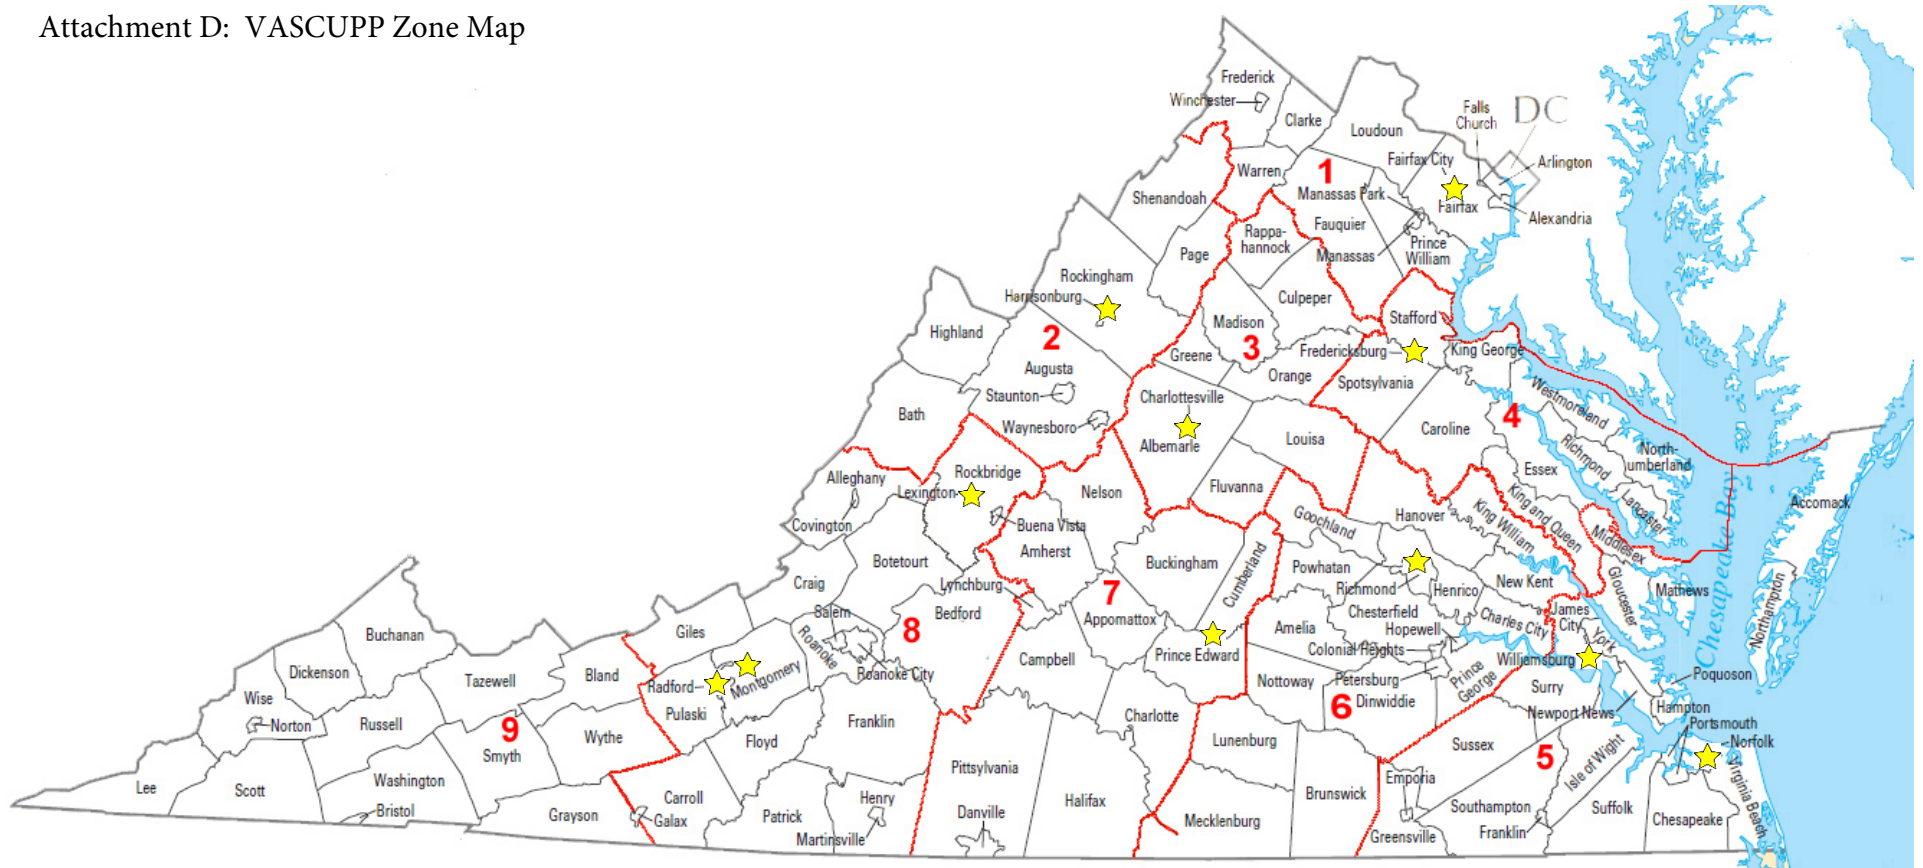 Attachment D: VASCUPP Zone Map
Frederick
Winchester
Clarke
Loudoun
Falls
Church
DC
Fairfax City
Arlington
Warren
1
Manassas Park
Fairfax
Alexandria
Shenandoah
Fauquier
Rappa-
hannock
Manassas
Prince
William
Page
Rockingham
Harrisonburg
Culpeper
Madison
Stafford
Highland
2
3
Greene
Fredericksburg
King George
Augusta
Orange
Spotsylvania
Staunton
Charlottesville
Westmoreland
Bath
Waynesboro
4
Albemarle
Louisa
Caroline
Richmond
North-
umberland
Essex
Rockbridge
Alleghany
Lexington
Nelson
Fluvanna
Lancaster
Accomack
King and Queen
Covington
Buena Vista
Goochland
Hanover
King William
Middlesex
Chesapeake Bay
Amherst
Botetourt
Buckingham
Cumberland
Powhatan
Craig
Lynchburg
Richmond
Henrico
New Kent
Gloucester
Mathews
Northampton
7
Salem
Bedford
Appomattox
Chesterfield
Charles City
James
City
8
Amelia
Hopewell
York
Giles
Buchanan
Roanoke
Colonial Heights
Prince Edward
Campbell
Williamsburg
Dickenson
Bland
Tazewell
Radford
Montgomery
Roanoke City
Nottoway
Petersburg
Prince
George
Poquoson
Wise
Surry
Dinwiddie
Norton
Russell
Pulaski
Franklin
Charlotte
6
Newport News
Hampton
Portsmouth
9
Smyth
Wythe
Floyd
Lunenburg
Sussex
5
Isle of Wight
Norfolk
Lee
Scott
Washington
Pittsylvania
Emporia
Virginia Beach
Bristol
Grayson
Carroll
Galax
Patrick
Henry
Martinsville
Danville
Halifax
Mecklenburg
Brunswick
Greensville
Southampton
Franklin
Suffolk
Chesapeake